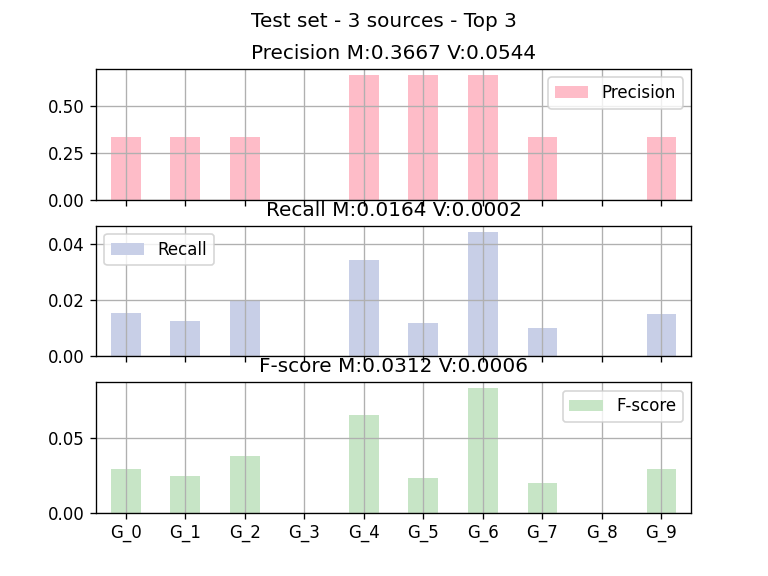 Test set - 3 sources - Top 3
Precision M:0.3667 V:0.0544
0.50
0.25
0.00
Precision
Recall M:0.0164 V:0.0002
0.04
0.02
0.00
Recall
F-score M:0.0312 V:0.0006
0.05
0.00
F-score
G_0 G_1 G_2 G_3 G_4 G_5 G_6 G_7 G_8 G_9